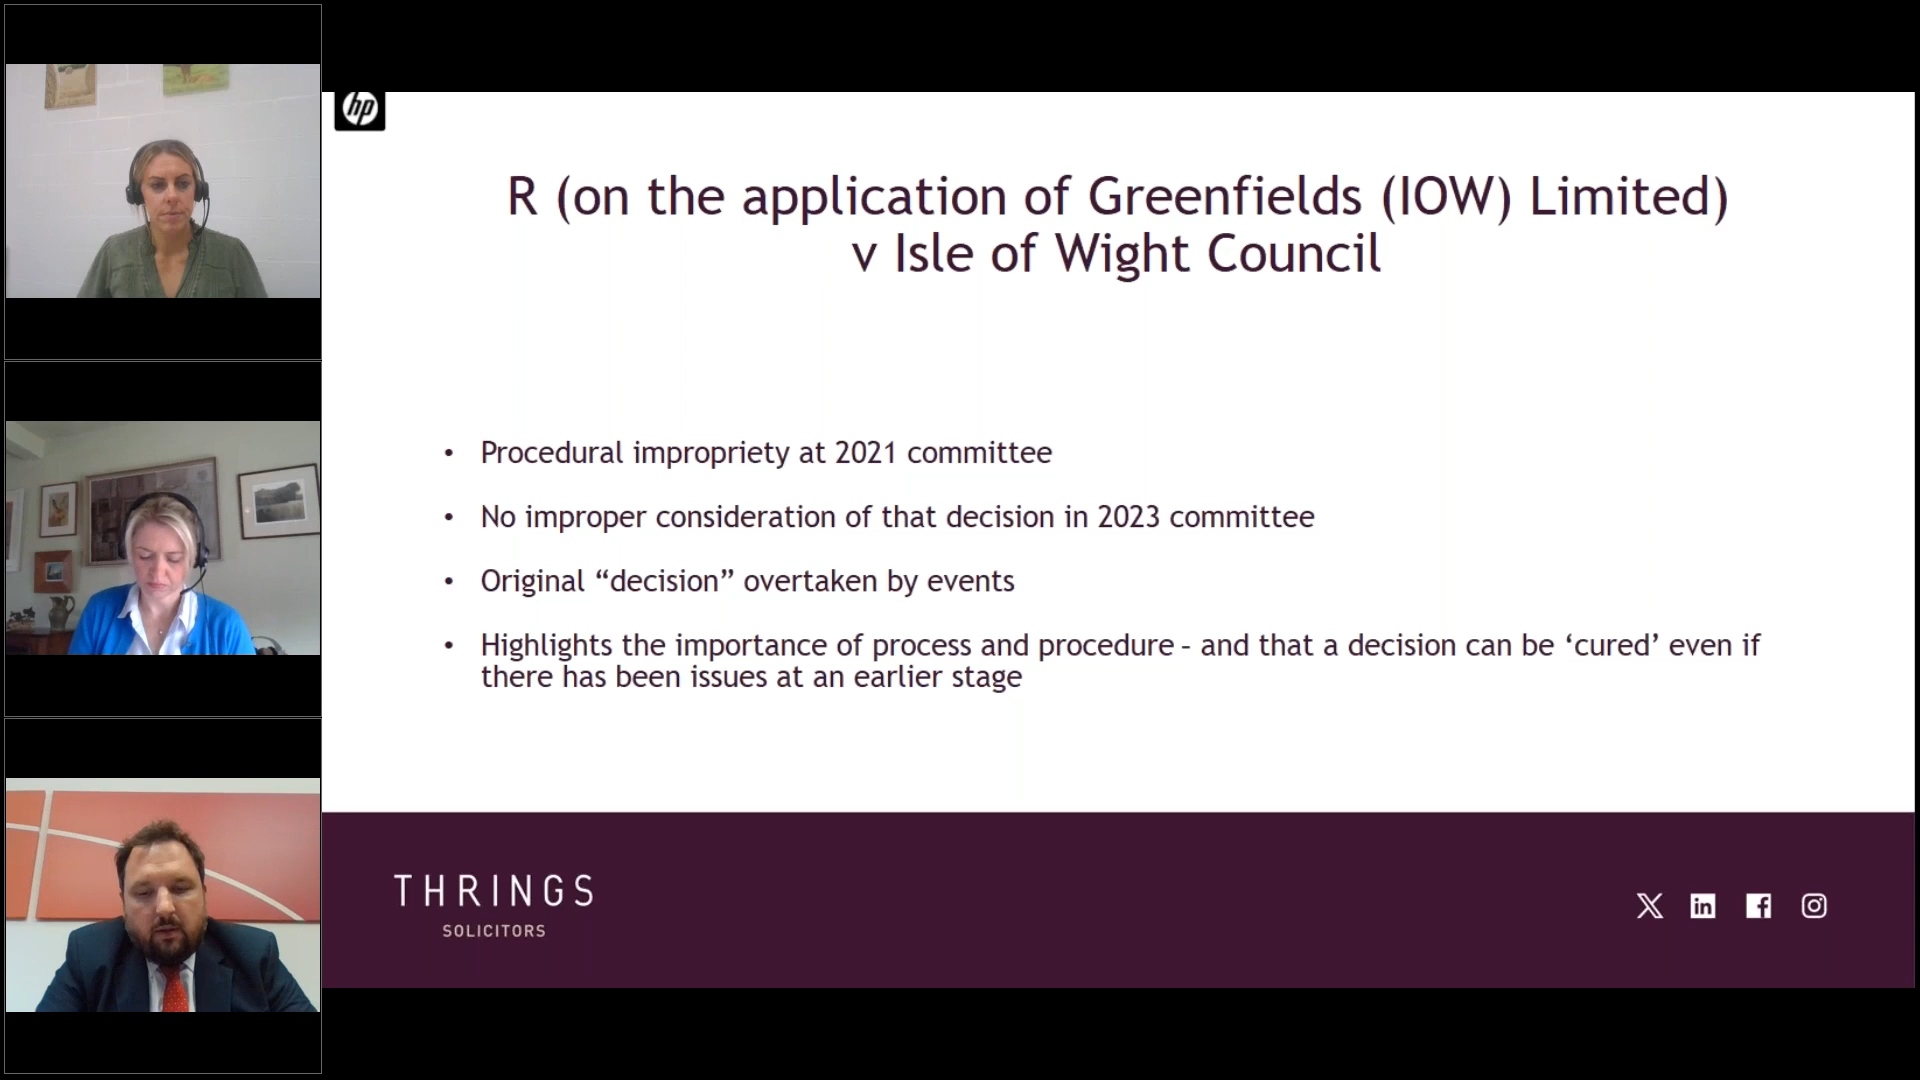 hp
R (on the application of Greenfields (IOW) Limited)
v Isle of Wight Council
• Procedural impropriety at 2021 committee
• No improper consideration of that decision in 2023 committee
• Original “decision” overtaken by events
• Highlights the importance of process and procedure – and that a decision can be ‘cured’ even if
there has been issues at an earlier stage
THRINGS
SOLICITORS